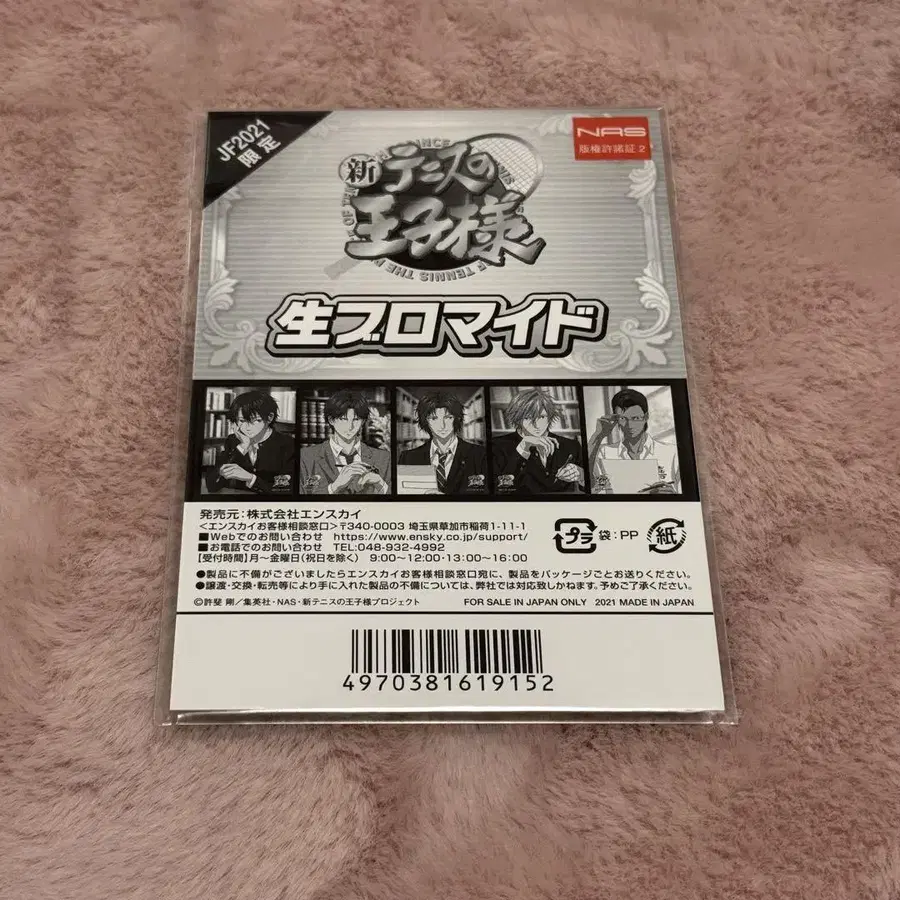 JF2021
限定
NAS
版権許諾証 2
新テニスの
王子様
生ブロマイド
発売元:株式会社エンスカイ
<エンスカイお客様相談窓口>〒340-0003 埼玉県草加市稲荷1-11-1
■Webでのお問い合わせ https://www.ensky.co.jp/support/
■お電話でのお問い合わせ TEL:048-932-4992
【受付時間】月〜金曜日(祝日を除く) 9:00〜12:00・13:00〜16:00
プラ 袋:PP 紙
●製品に不備がございましたらエンスカイお客様相談窓口宛に、製品をパッケージごとお送りください。
●譲渡・交換・転売等により手に入れた製品の不備については、弊社では対応致しかねます。予めご了承ください。
©許斐 剛/集英社・NAS・新テニスの王子様プロジェクト FOR SALE IN JAPAN ONLY 2021 MADE IN JAPAN
4970381619152